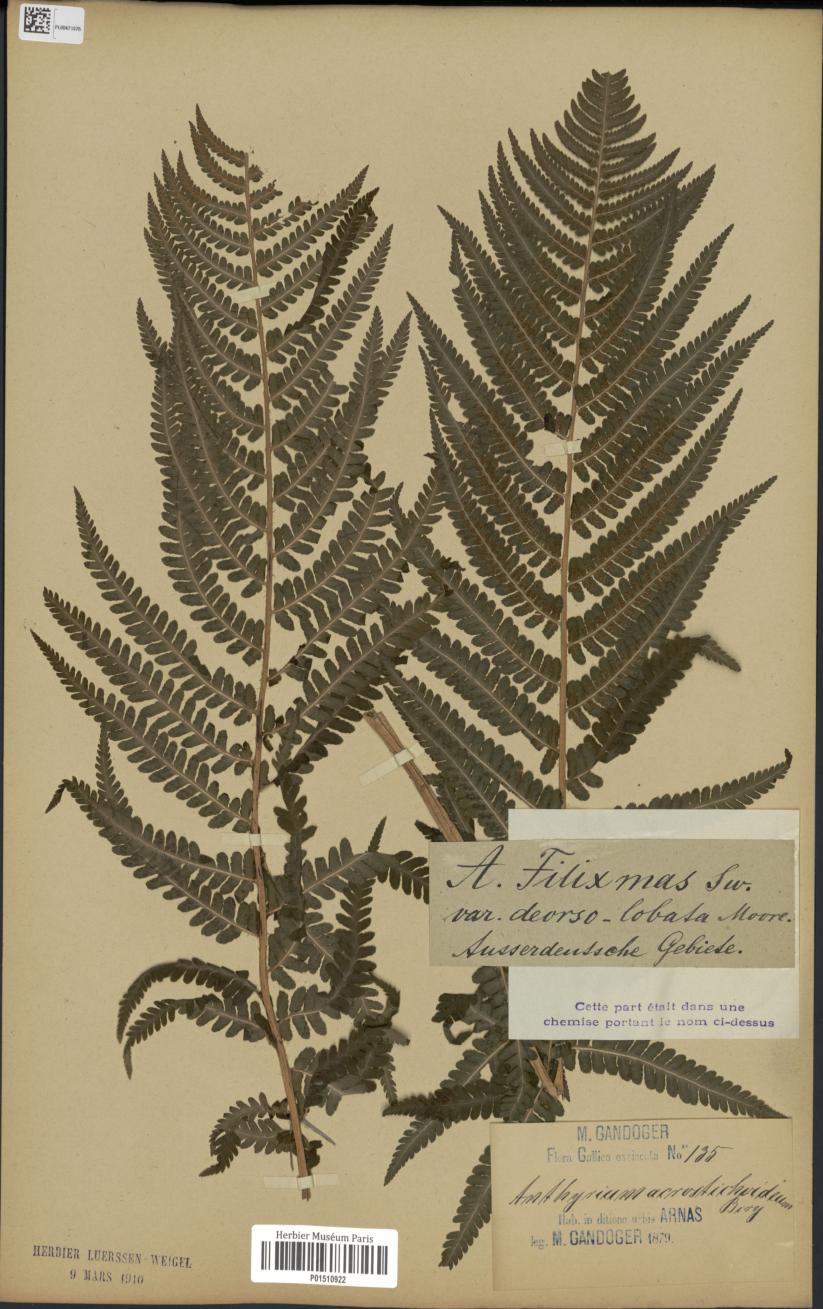 A. Filix mas Sw.
var. deorso-lobata Moore.
Ausserdeutsche Gebiete.
Cette part était dans une
chemise portant le nom ci-dessus
M. GANDOGER
Flora Gallica exsiccata No 135
Anthyrium acrostichoideum
Bory
Hab. in ditione urbis ARNAS
leg. M. GANDOGER 1879.
Herbier Muséum Paris
P01510922
HERBIER LUERSSEN-WEIGEL
9 MARS 1910